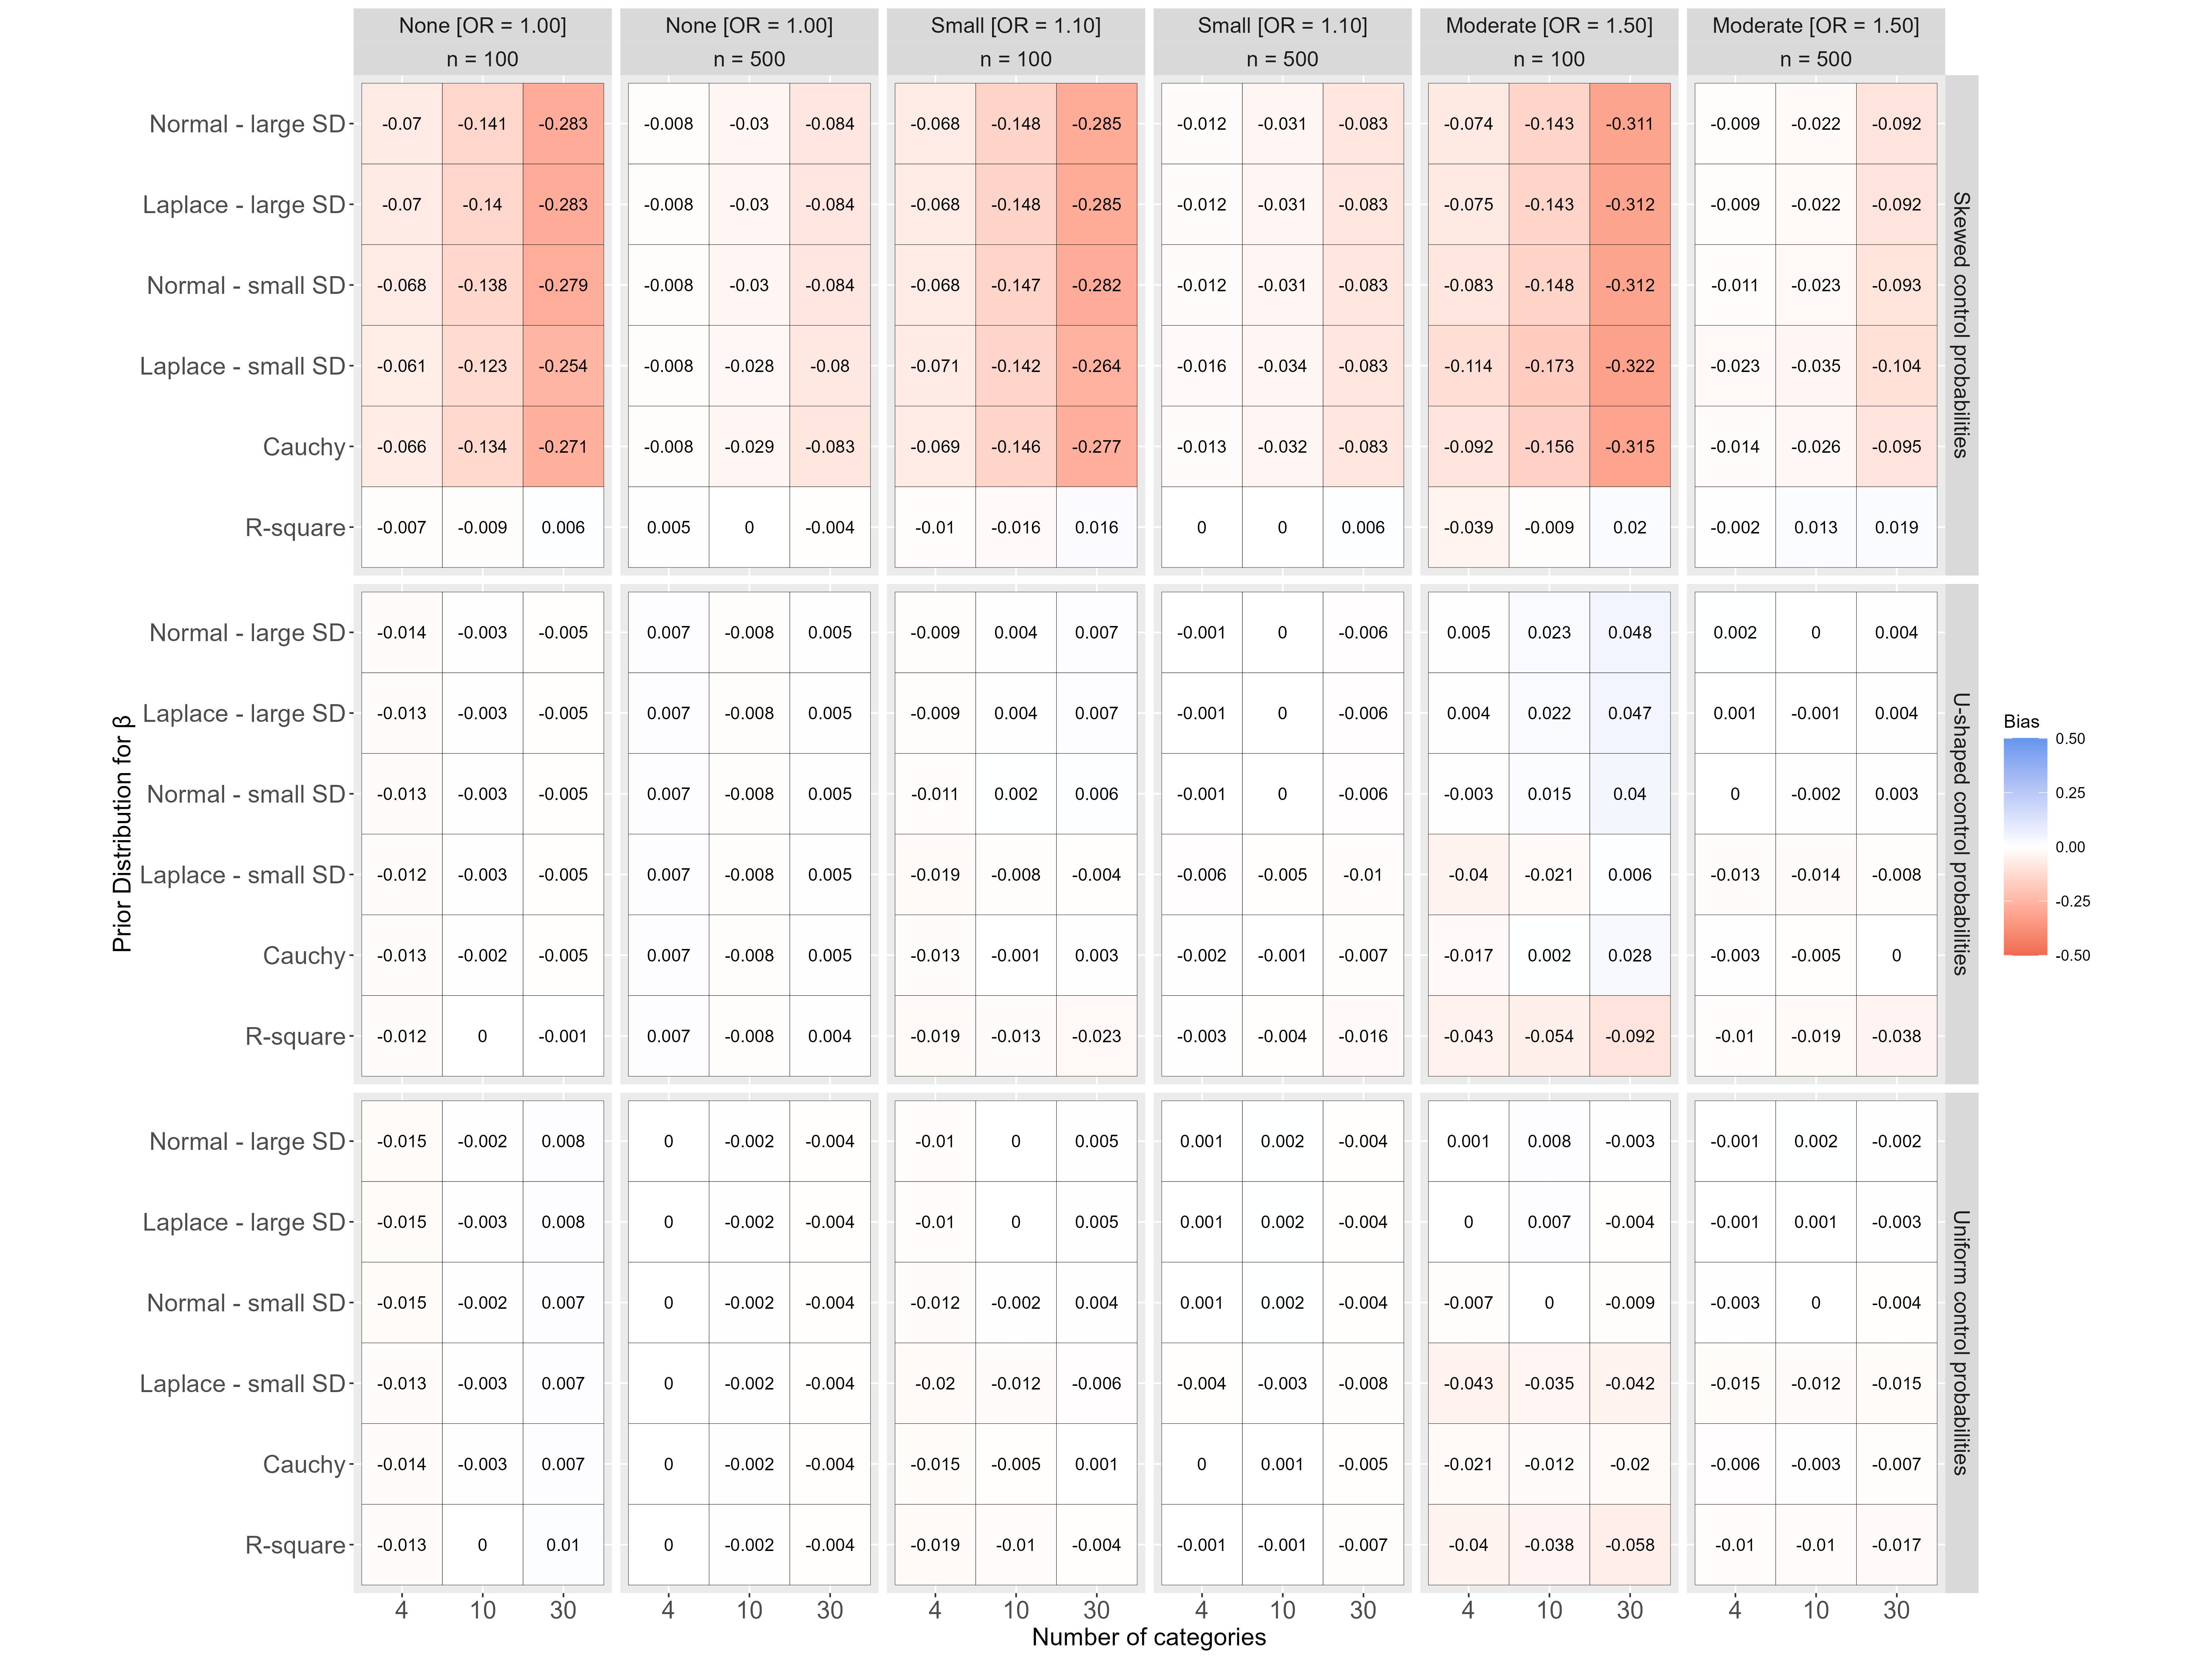 None [OR = 1.00] None [OR = 1.00] Small [OR = 1.10] Small [OR = 1.10] Moderate [OR = 1.50] Moderate [OR = 1.50]
n = 100 n = 500 n = 100 n = 500 n = 100 n = 500
Normal - large SD -0.07 -0.141 -0.283 -0.008 -0.03 -0.084 -0.068 -0.148 -0.285 -0.012 -0.031 -0.083 -0.074 -0.143 -0.311 -0.009 -0.022 -0.092
Laplace - large SD -0.07 -0.14 -0.283 -0.008 -0.03 -0.084 -0.068 -0.148 -0.285 -0.012 -0.031 -0.083 -0.075 -0.143 -0.312 -0.009 -0.022 -0.092
Normal - small SD -0.068 -0.138 -0.279 -0.008 -0.03 -0.084 -0.068 -0.147 -0.282 -0.012 -0.031 -0.083 -0.083 -0.148 -0.312 -0.011 -0.023 -0.093
Laplace - small SD -0.061 -0.123 -0.254 -0.008 -0.028 -0.08 -0.071 -0.142 -0.264 -0.016 -0.034 -0.083 -0.114 -0.173 -0.322 -0.023 -0.035 -0.104
Cauchy -0.066 -0.134 -0.271 -0.008 -0.029 -0.083 -0.069 -0.146 -0.277 -0.013 -0.032 -0.083 -0.092 -0.156 -0.315 -0.014 -0.026 -0.095
R-square -0.007 -0.009 0.006 0.005 0 -0.004 -0.01 -0.016 0.016 0 0 0.006 -0.039 -0.009 0.02 -0.002 0.013 0.019
Skewed control probabilities
Normal - large SD -0.014 -0.003 -0.005 0.007 -0.008 0.005 -0.009 0.004 0.007 -0.001 0 -0.006 0.005 0.023 0.048 0.002 0 0.004
Laplace - large SD -0.013 -0.003 -0.005 0.007 -0.008 0.005 -0.009 0.004 0.007 -0.001 0 -0.006 0.004 0.022 0.047 0.001 -0.001 0.004
Normal - small SD -0.013 -0.003 -0.005 0.007 -0.008 0.005 -0.011 0.002 0.006 -0.001 0 -0.006 -0.003 0.015 0.04 0 -0.002 0.003
Laplace - small SD -0.012 -0.003 -0.005 0.007 -0.008 0.005 -0.019 -0.008 -0.004 -0.006 -0.005 -0.01 -0.04 -0.021 0.006 -0.013 -0.014 -0.008
Cauchy -0.013 -0.002 -0.005 0.007 -0.008 0.005 -0.013 -0.001 0.003 -0.002 -0.001 -0.007 -0.017 0.002 0.028 -0.003 -0.005 0
R-square -0.012 0 -0.001 0.007 -0.008 0.004 -0.019 -0.013 -0.023 -0.003 -0.004 -0.016 -0.043 -0.054 -0.092 -0.01 -0.019 -0.038
U-shaped control probabilities
Normal - large SD -0.015 -0.002 0.008 0 -0.002 -0.004 -0.01 0 0.005 0.001 0.002 -0.004 0.001 0.008 -0.003 -0.001 0.002 -0.002
Laplace - large SD -0.015 -0.003 0.008 0 -0.002 -0.004 -0.01 0 0.005 0.001 0.002 -0.004 0 0.007 -0.004 -0.001 0.001 -0.003
Normal - small SD -0.015 -0.002 0.007 0 -0.002 -0.004 -0.012 -0.002 0.004 0.001 0.002 -0.004 -0.007 0 -0.009 -0.003 0 -0.004
Laplace - small SD -0.013 -0.003 0.007 0 -0.002 -0.004 -0.02 -0.012 -0.006 -0.004 -0.003 -0.008 -0.043 -0.035 -0.042 -0.015 -0.012 -0.015
Cauchy -0.014 -0.003 0.007 0 -0.002 -0.004 -0.015 -0.005 0.001 0 0.001 -0.005 -0.021 -0.012 -0.02 -0.006 -0.003 -0.007
R-square -0.013 0 0.01 0 -0.002 -0.004 -0.019 -0.01 -0.004 -0.001 -0.001 -0.007 -0.04 -0.038 -0.058 -0.01 -0.01 -0.017
Uniform control probabilities
4 10 30 4 10 30 4 10 30 4 10 30 4 10 30 4 10 30
Number of categories
Prior Distribution for β
Bias
0.50
0.25
0.00
-0.25
-0.50